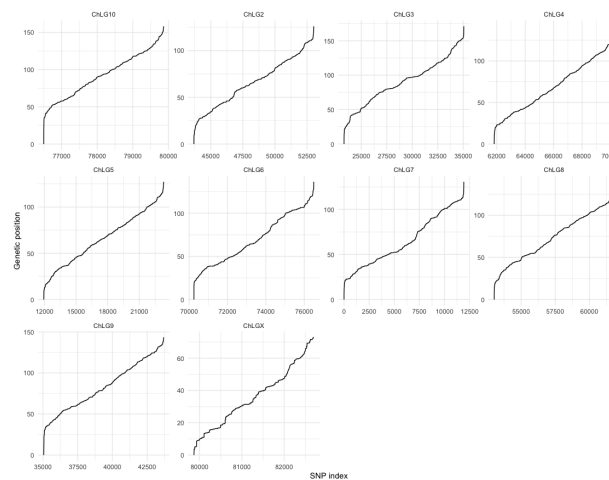 ChLG10 ChLG2 ChLG3 ChLG4
150
100
50
0
77000 78000 79000 80000
100
50
0
45000 47500 50000 52500
150
100
50
0
25000 27500 30000 32500 35000
100
50
0
62000 64000 66000 68000
ChLG5 ChLG6 ChLG7 ChLG8
Genetic position
100
50
0
12000 15000 18000 21000
100
50
0
70000 72000 74000 76000
100
50
0
0 2500 5000 7500 10000 12500
100
50
0
55000 57500 60000
ChLG9 ChLGX
150
100
50
0
35000 37500 40000 42500
60
40
20
0
80000 81000 82000
SNP index